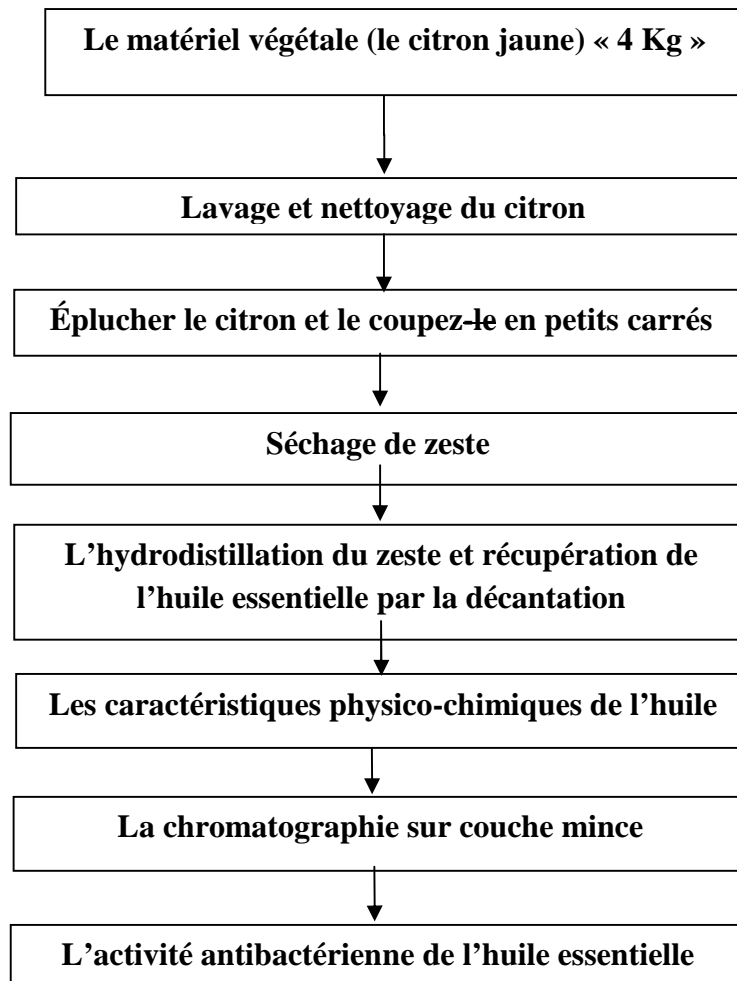 Le matériel végétale (le citron jaune) « 4 Kg »
Lavage et nettoyage du citron
Éplucher le citron et le coupez-le en petits carrés
Séchage de zeste
L’hydrodistillation du zeste et récupération de
l’huile essentielle par la décantation
Les caractéristiques physico-chimiques de l’huile
La chromatographie sur couche mince
L’activité antibactérienne de l’huile essentielle